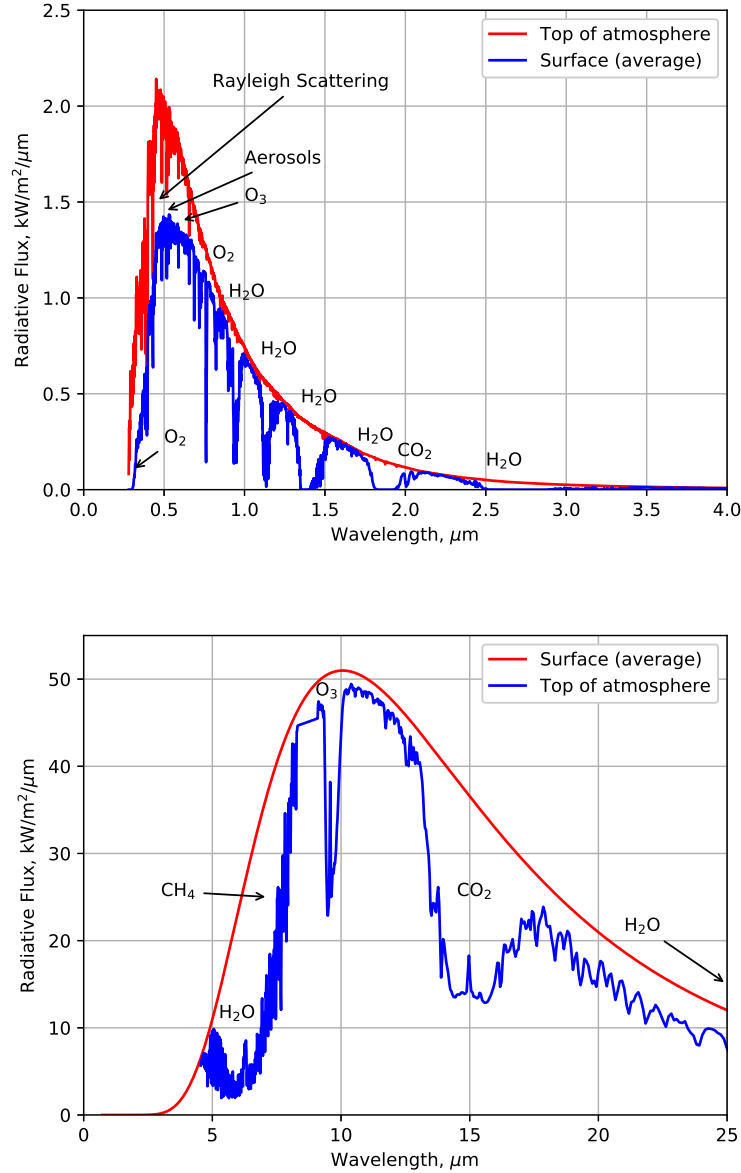 2.5
2.0
1.5
1.0
0.5
0.0
Radiative Flux, kW/m²/μm
Top of atmosphere
Surface (average)
Rayleigh Scattering
Aerosols
O₃
O₂
H₂O
H₂O
H₂O
H₂O
CO₂
H₂O
O₂
0.0 0.5 1.0 1.5 2.0 2.5 3.0 3.5 4.0
Wavelength, μm
50
40
30
20
10
0
Radiative Flux, kW/m²/μm
Surface (average)
Top of atmosphere
O₃
CH₄
CO₂
H₂O
H₂O
0 5 10 15 20 25
Wavelength, μm